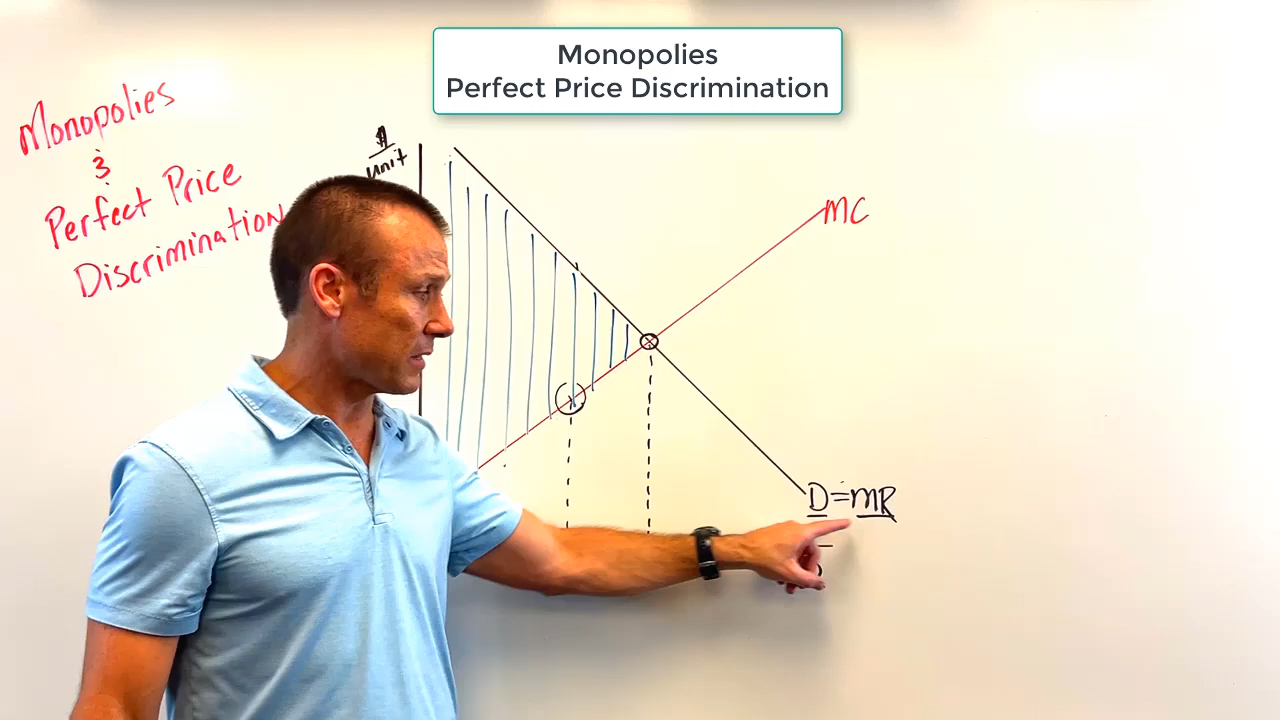 Monopolies
Perfect Price Discrimination
Monopolies
&
Perfect Price
Discrimination
$
Unit
MC
D=MR